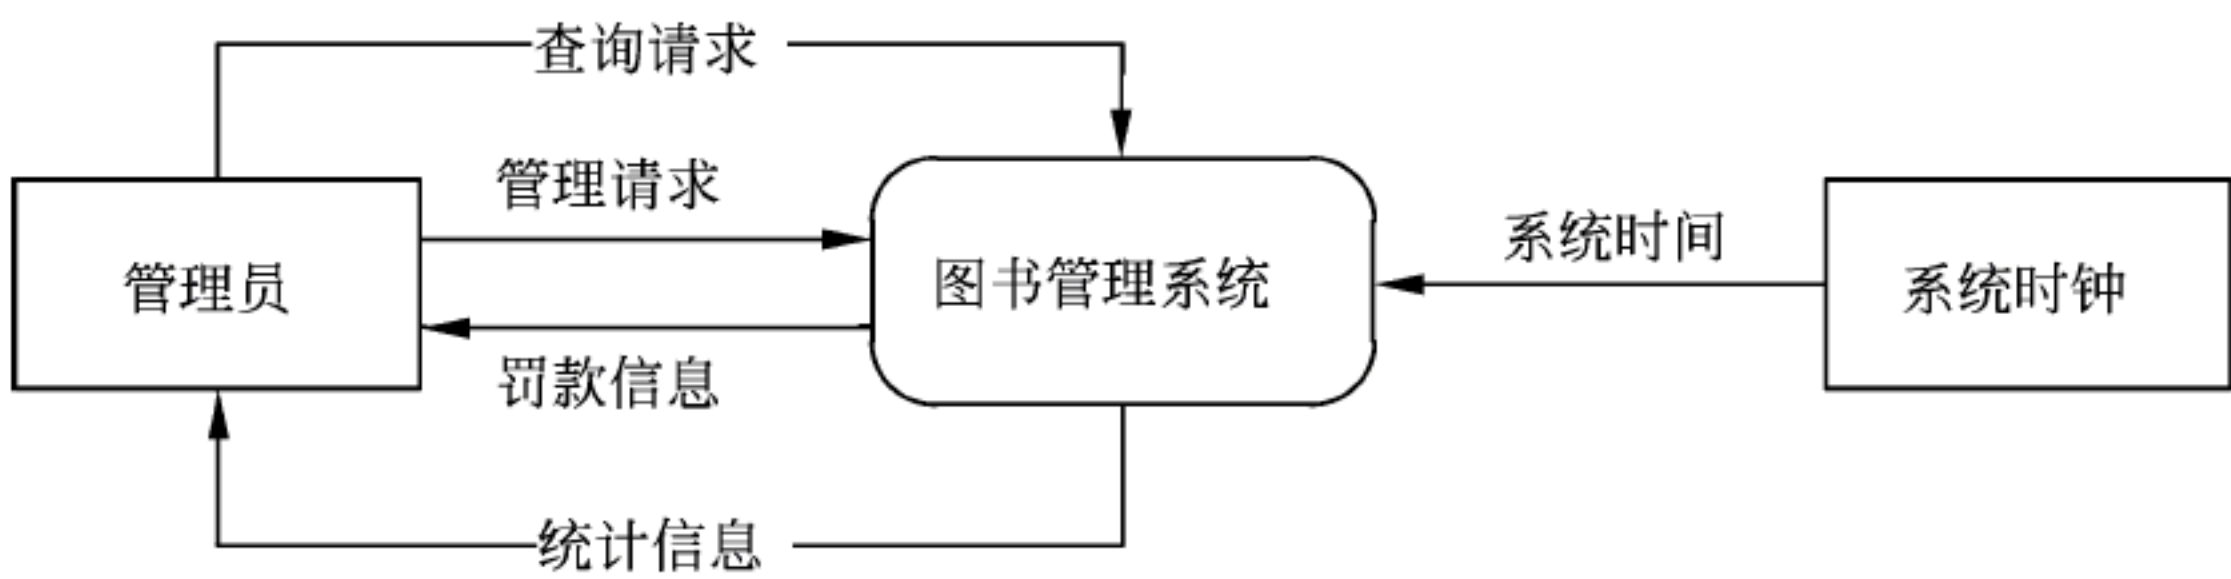 查询请求
管理请求
管理员
图书管理系统
系统时间
系统时钟
罚款信息
统计信息